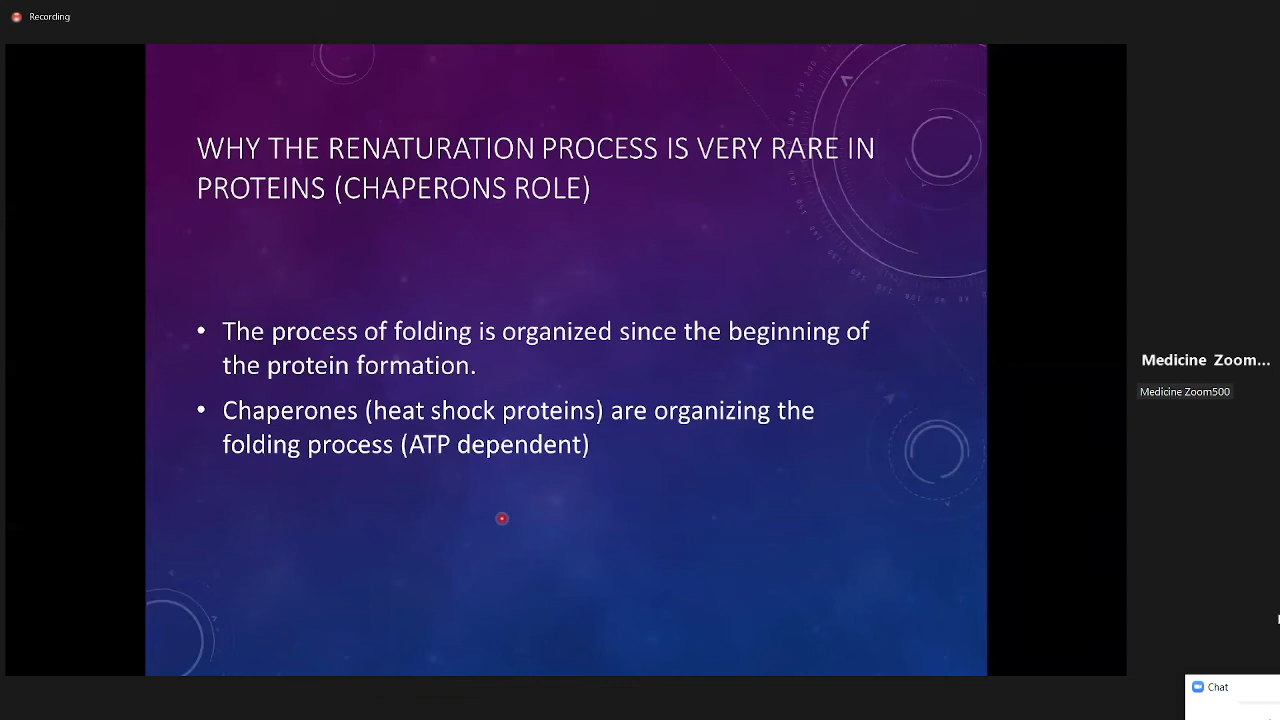 Recording
WHY THE RENATURATION PROCESS IS VERY RARE IN
PROTEINS (CHAPERONS ROLE)
• The process of folding is organized since the beginning of
the protein formation.
• Chaperones (heat shock proteins) are organizing the
folding process (ATP dependent)
Medicine Zoom...
Medicine Zoom500
Chat